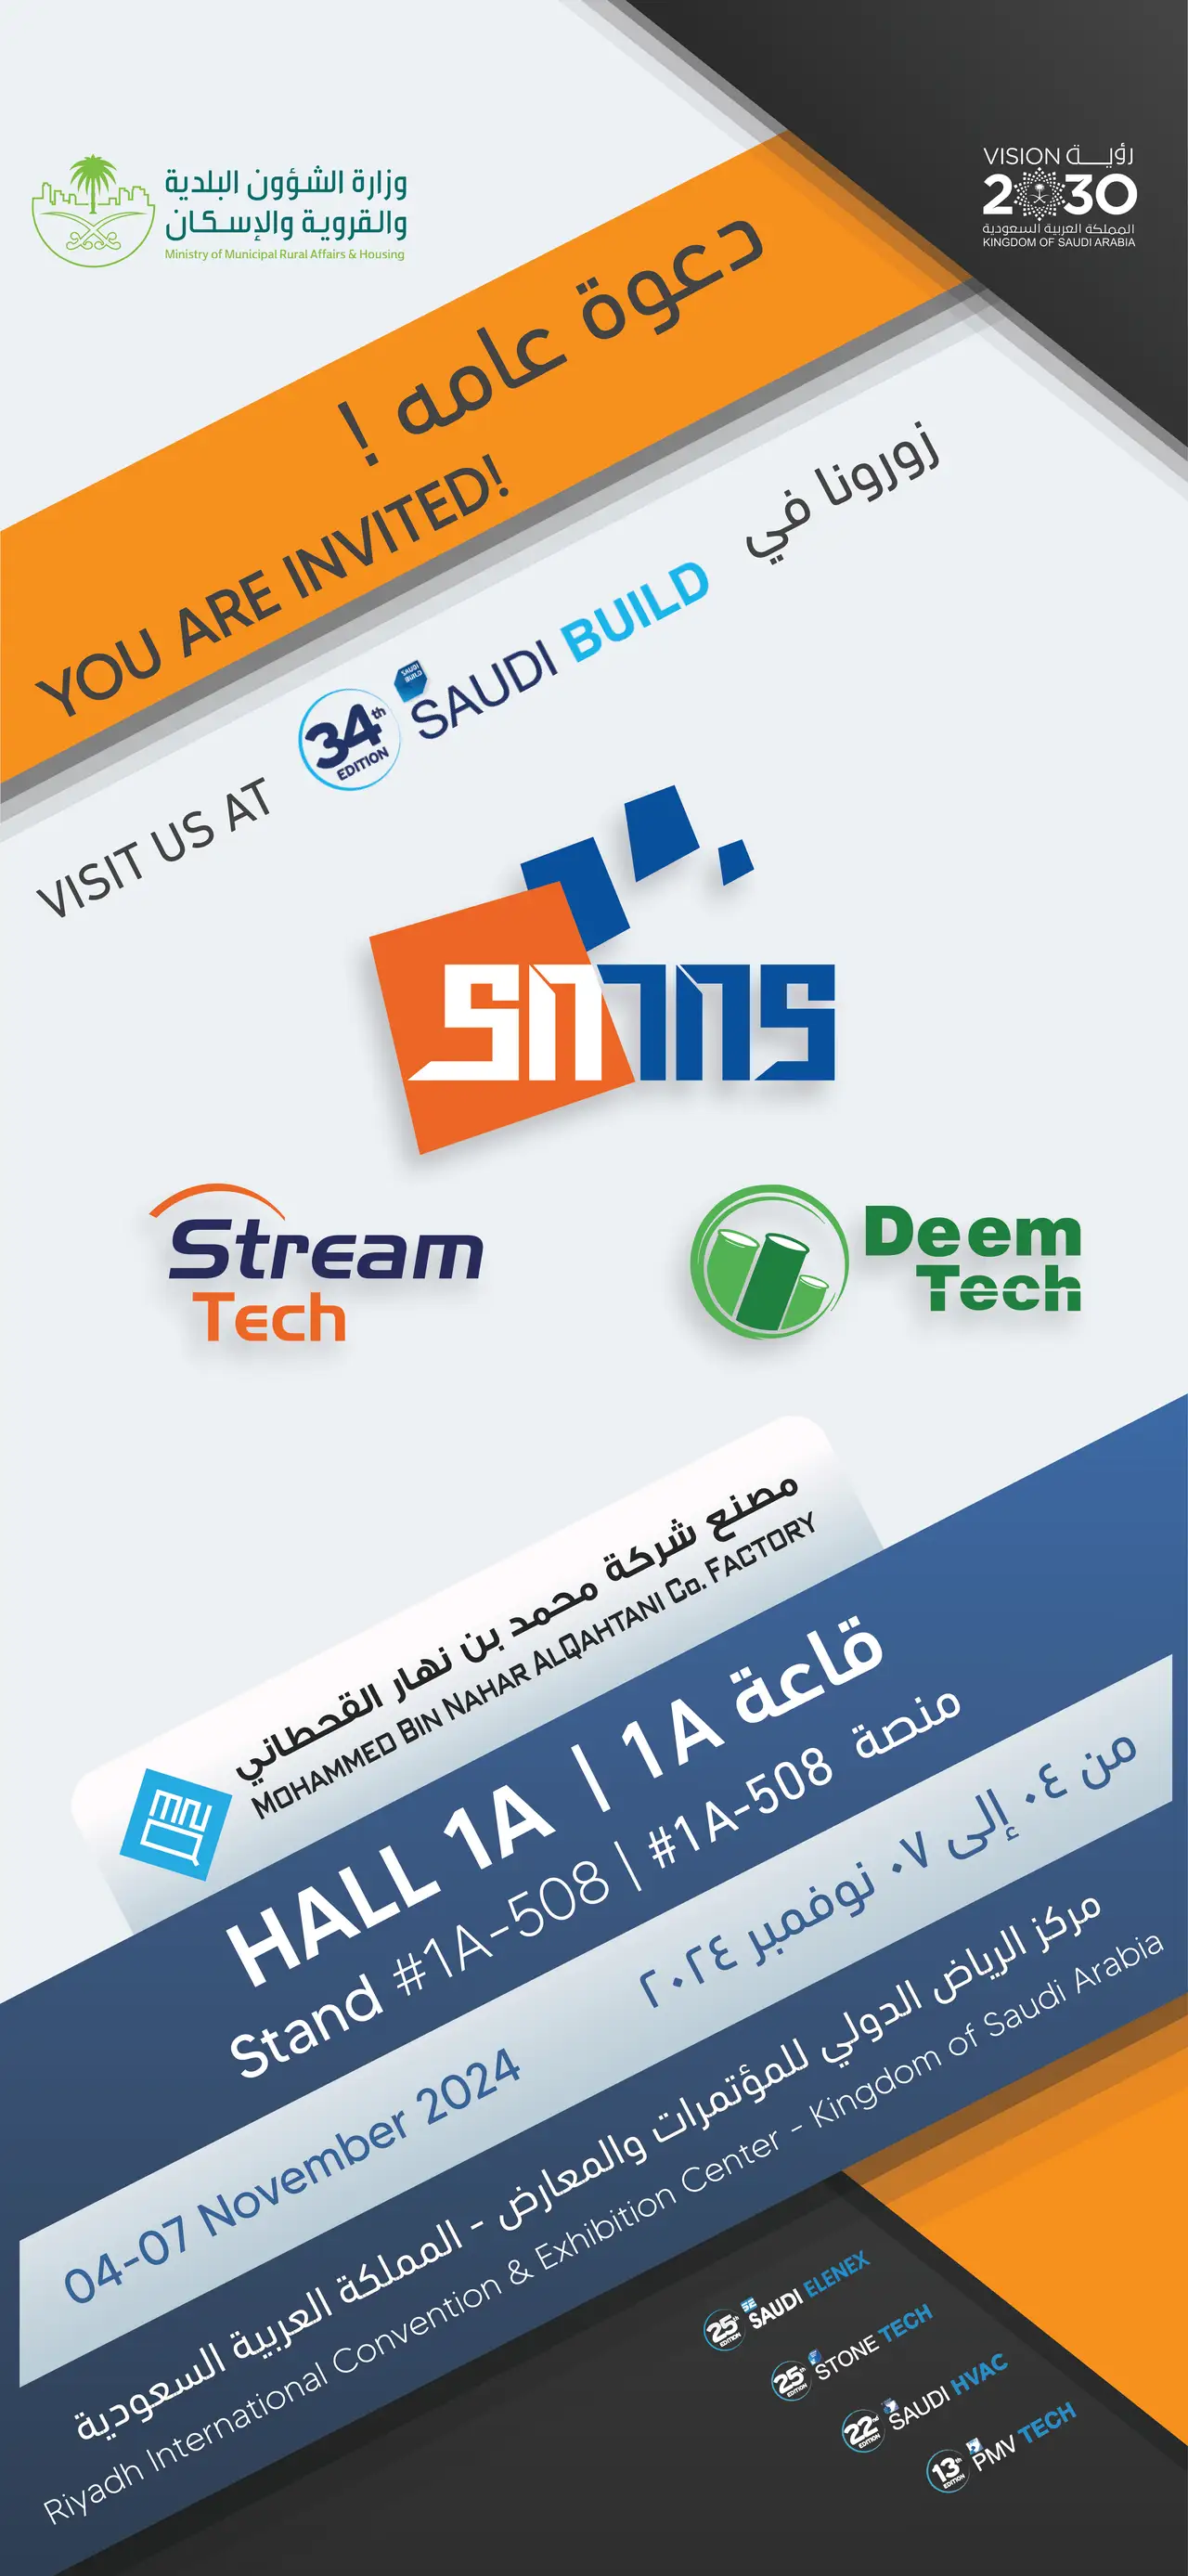 وزارة الشؤون البلدية
والقروية والإسكان
Ministry of Municipal Rural Affairs & Housing
VISION رؤيـــة
2030
المملكة العربية السعودية
KINGDOM OF SAUDI ARABIA
دعوة عامه !
YOU ARE INVITED!
زورونا في
VISIT US AT
34th EDITION
SAUDI BUILD
SAUDI BUILD
Stream
Tech
Deem
Tech
مصنع شركة محمد بن نهار القحطاني
MOHAMMED BIN NAHAR ALQAHTANI CO. FACTORY
HALL 1A | 1A قاعة
Stand #1A-508 | #1A-508 منصة
من ٠٤ إلى ٠٧ نوفمبر ٢٠٢٤
04-07 November 2024
مركز الرياض الدولي للمؤتمرات والمعارض - المملكة العربية السعودية
Riyadh International Convention & Exhibition Center - Kingdom of Saudi Arabia
25th EDITION SE SAUDI ELENEX
25th EDITION STONE TECH
22nd EDITION SAUDI HVAC
13th EDITION PMV TECH